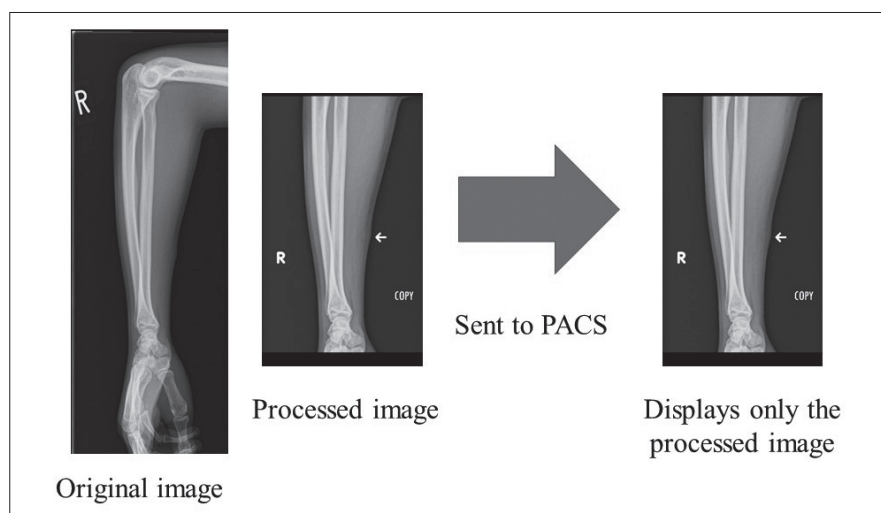 R
R
←
COPY
Sent to PACS
R
←
COPY
Original image
Processed image
Displays only the
processed image